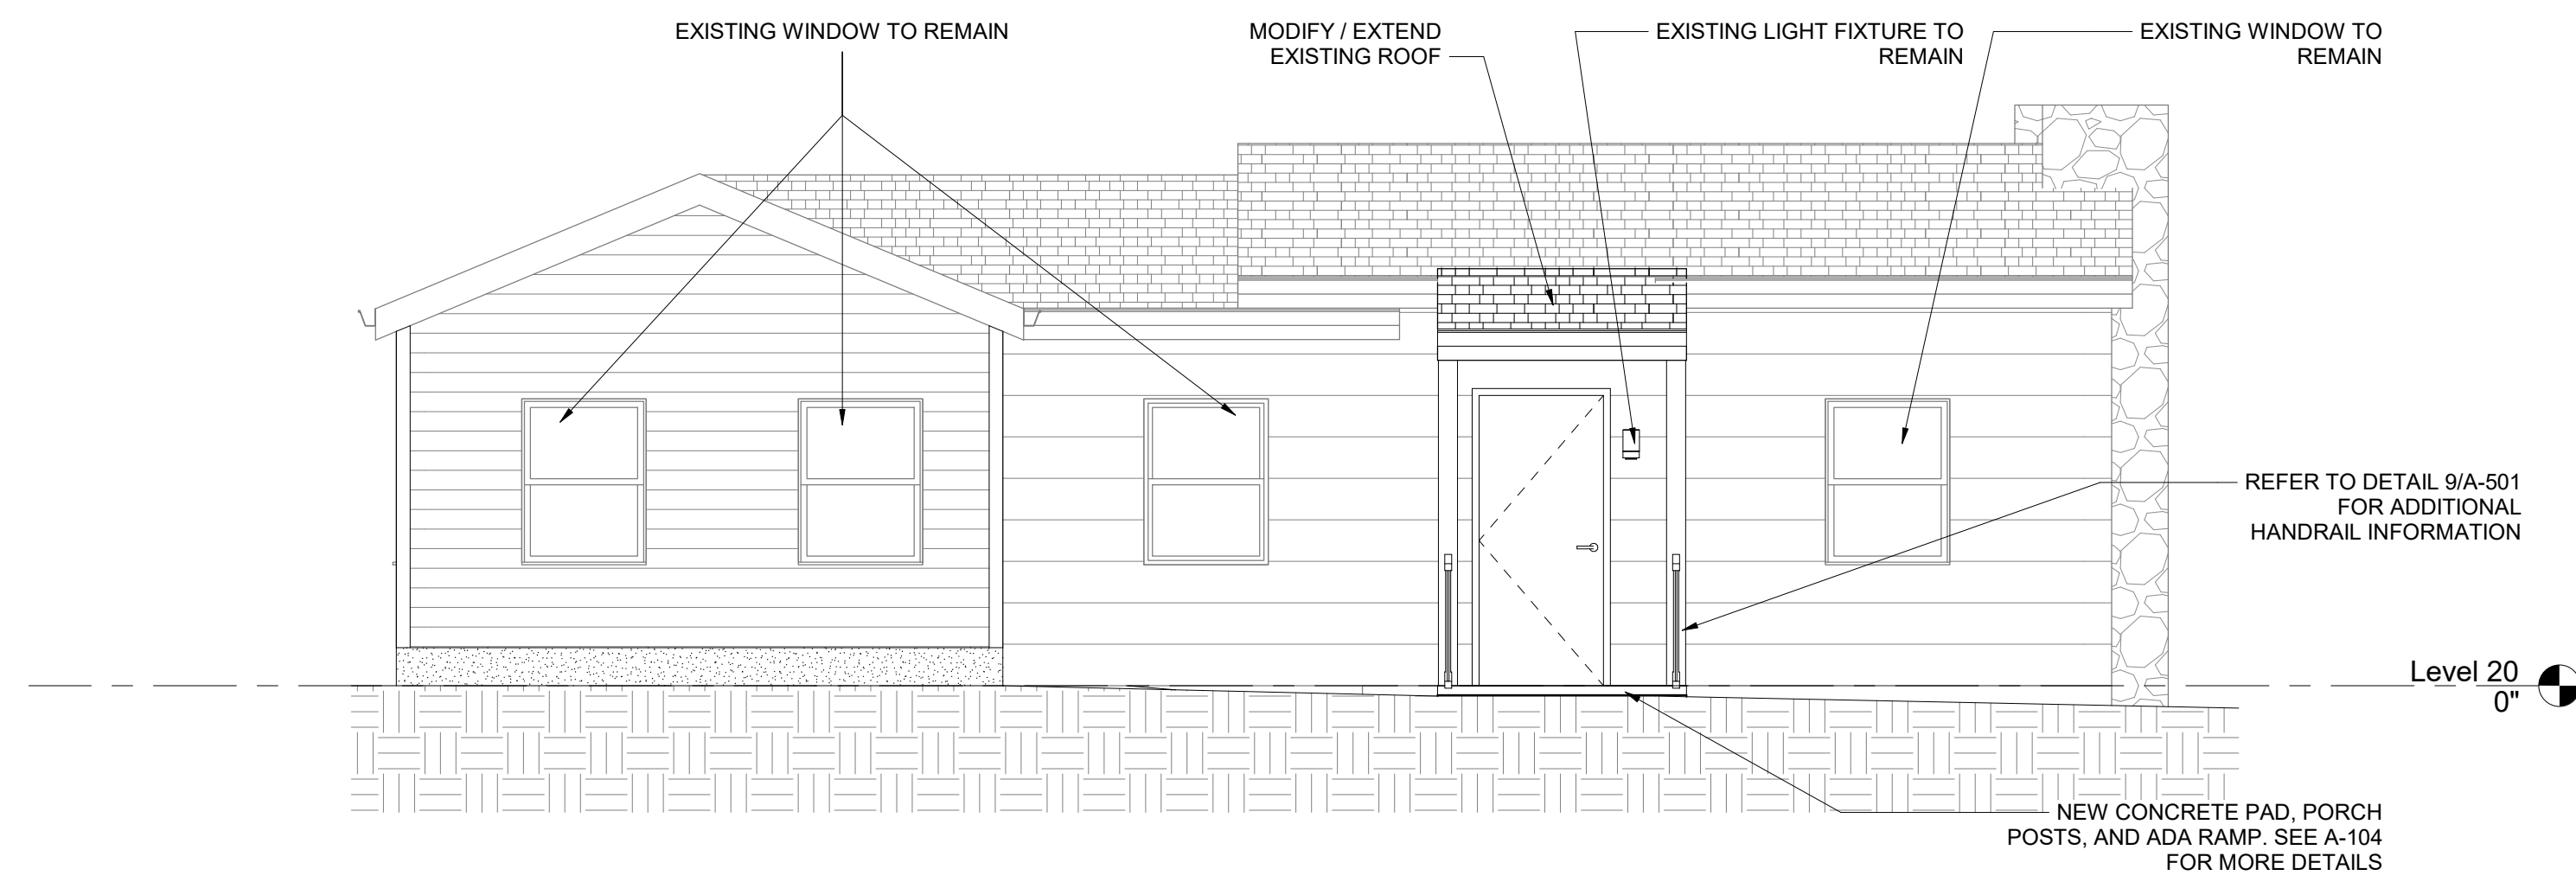 EXISTING WINDOW TO REMAIN
MODIFY / EXTEND
EXISTING ROOF
EXISTING LIGHT FIXTURE TO
REMAIN
EXISTING WINDOW TO
REMAIN
REFER TO DETAIL 9/A-501
FOR ADDITIONAL
HANDRAIL INFORMATION
Level 20
0"
NEW CONCRETE PAD, PORCH
POSTS, AND ADA RAMP. SEE A-104
FOR MORE DETAILS